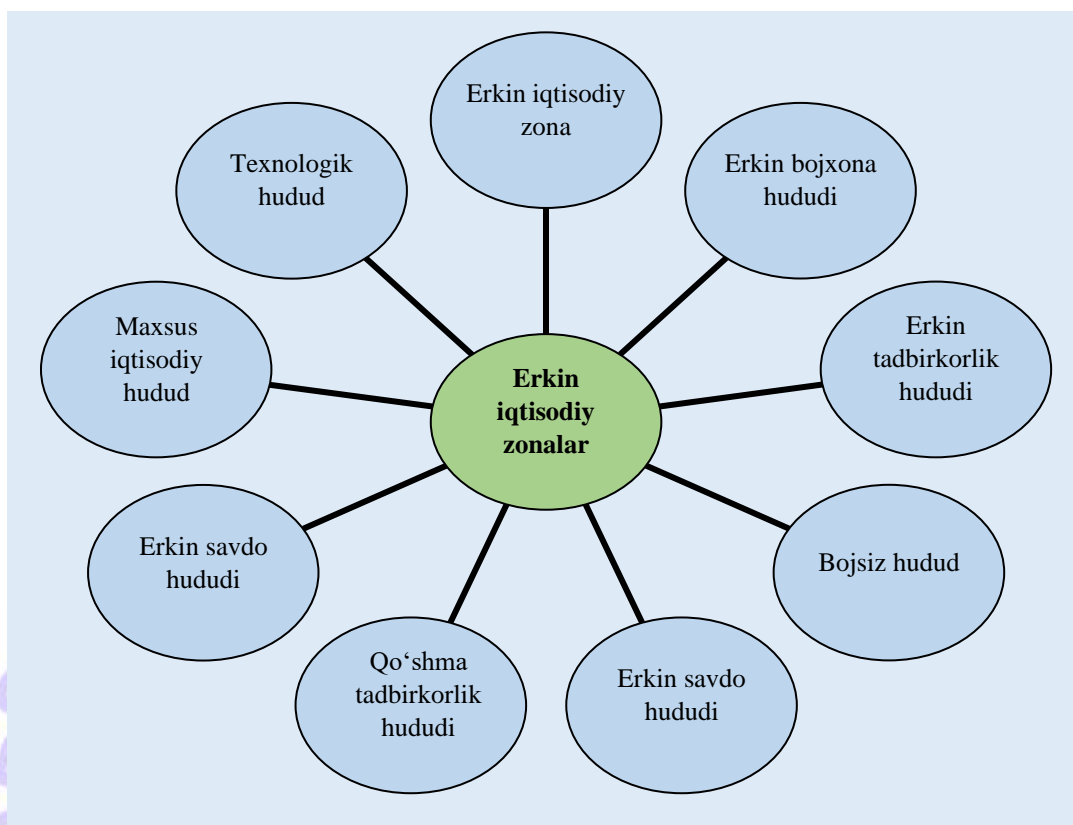 Erkin iqtisodiy
zona
Texnologik
hudud
Erkin bojxona
hududi
Maxsus
iqtisodiy
hudud
Erkin
tadbirkorlik
hududi
Erkin
iqtisodiy
zonalar
Erkin savdo
hududi
Bojsiz hudud
Qo‘shma
tadbirkorlik
hududi
Erkin savdo
hududi